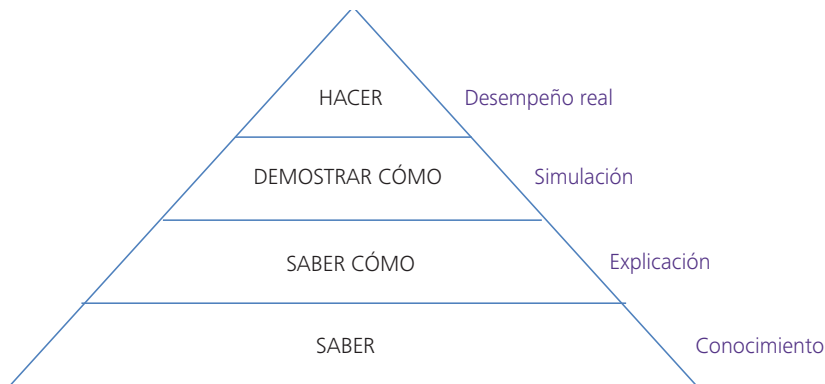 HACER Desempeño real
DEMOSTRAR CÓMO Simulación
SABER CÓMO Explicación
SABER Conocimiento